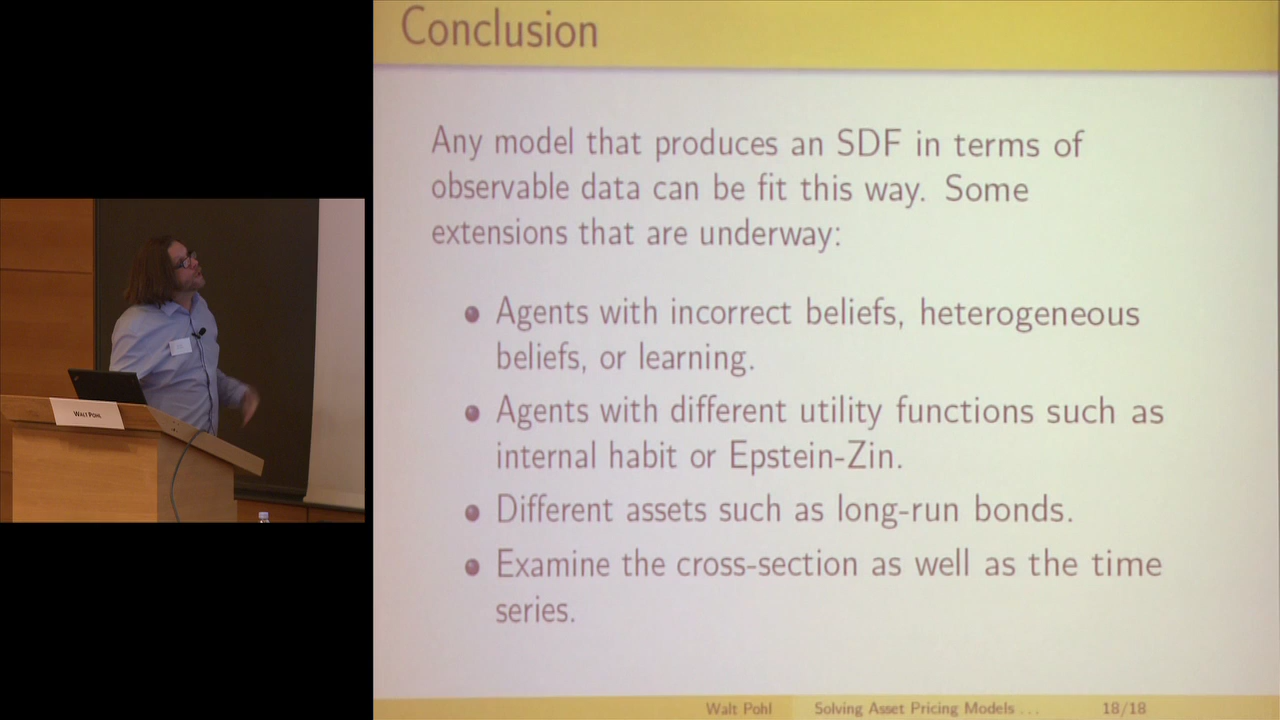 Conclusion
Any model that produces an SDF in terms of
observable data can be fit this way. Some
extensions that are underway:
Agents with incorrect beliefs, heterogeneous
beliefs, or learning.
Agents with different utility functions such as
internal habit or Epstein-Zin.
Different assets such as long-run bonds.
Examine the cross-section as well as the time
series.
Walt Pohl
Solving Asset Pricing Models ...
18/18
WALT POHL